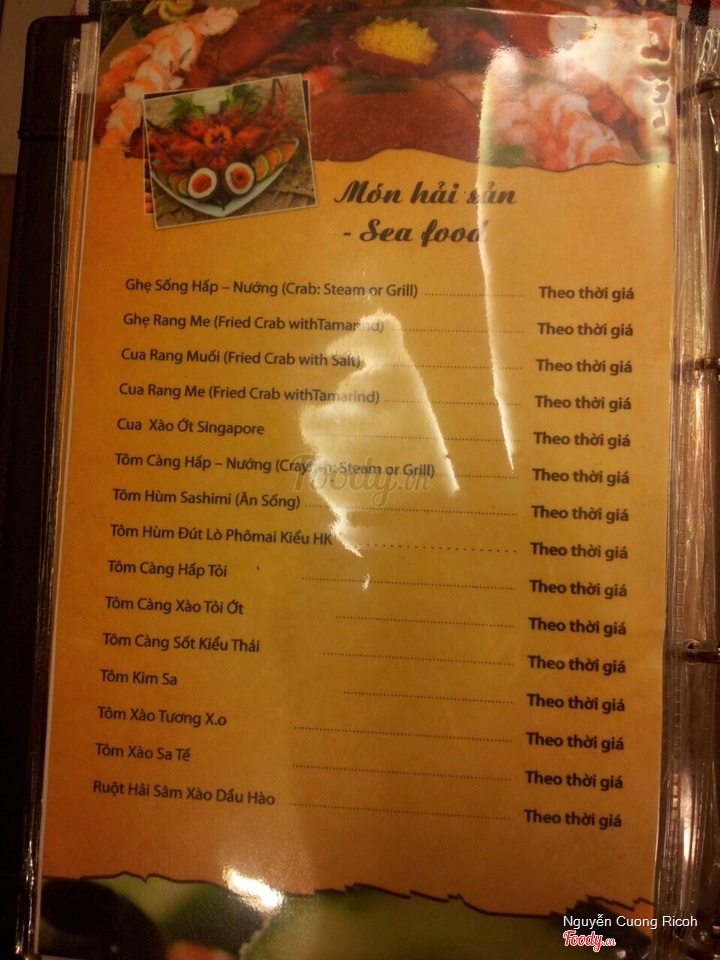 Món hải sản
- Sea food
Ghẹ Sống Hấp – Nướng (Crab: Steam or Grill) Theo thời giá
Ghẹ Rang Me (Fried Crab withTamarind) Theo thời giá
Cua Rang Muối (Fried Crab with Salt) Theo thời giá
Cua Rang Me (Fried Crab withTamarind) Theo thời giá
Cua Xào Ớt Singapore Theo thời giá
Tôm Càng Hấp – Nướng (Crayfish: Steam or Grill) Theo thời giá
Tôm Hùm Sashimi (Ăn Sống) Theo thời giá
Tôm Hùm Đút Lò Phômai Kiểu HK Theo thời giá
Tôm Càng Hấp Tỏi Theo thời giá
Tôm Càng Xào Tỏi Ớt Theo thời giá
Tôm Càng Sốt Kiểu Thái Theo thời giá
Tôm Kim Sa Theo thời giá
Tôm Xào Tương X.o Theo thời giá
Tôm Xào Sa Tế Theo thời giá
Ruột Hải Sâm Xào Dầu Hào Theo thời giá
Foody.vn
Nguyễn Cuong Ricoh
Foody.vn